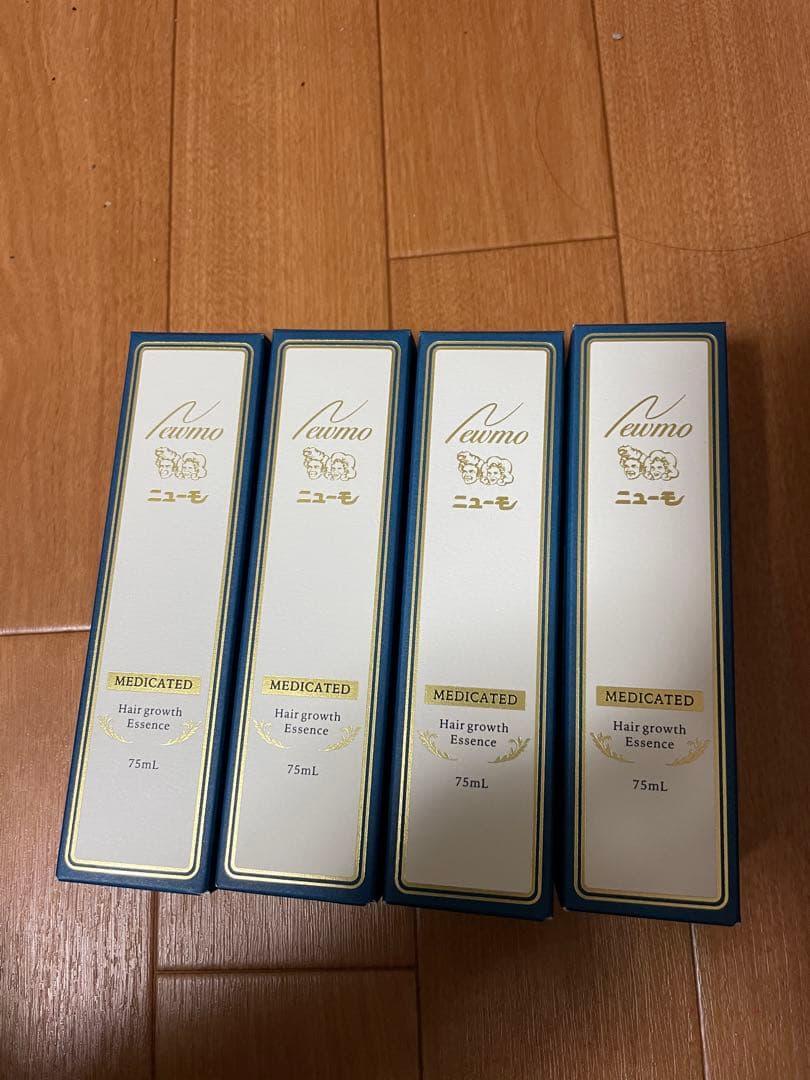 Newmo
ニューモ
MEDICATED
Hair growth
Essence
75mL
Newmo
ニューモ
MEDICATED
Hair growth
Essence
75mL
Newmo
ニューモ
MEDICATED
Hair growth
Essence
75mL
Newmo
ニューモ
MEDICATED
Hair growth
Essence
75mL